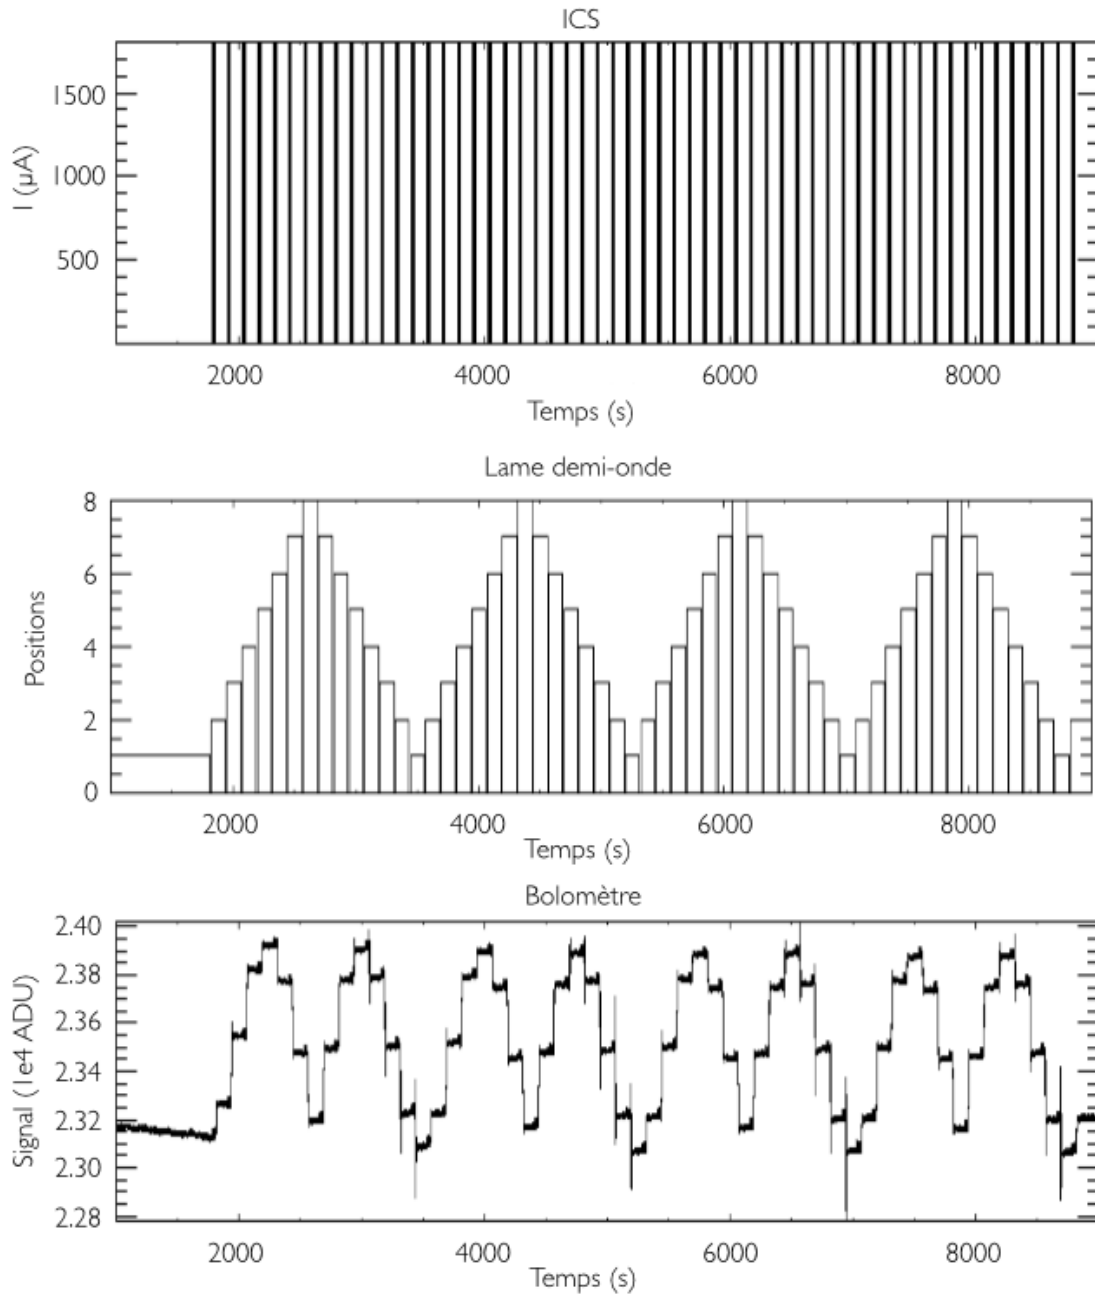 ICS
I (µA)
1500
1000
500
2000 4000 6000 8000
Temps (s)
Lame demi-onde
Positions
8
6
4
2
0
2000 4000 6000 8000
Temps (s)
Bolomètre
Signal (1e4 ADU)
2.40
2.38
2.36
2.34
2.32
2.30
2.28
2000 4000 6000 8000
Temps (s)